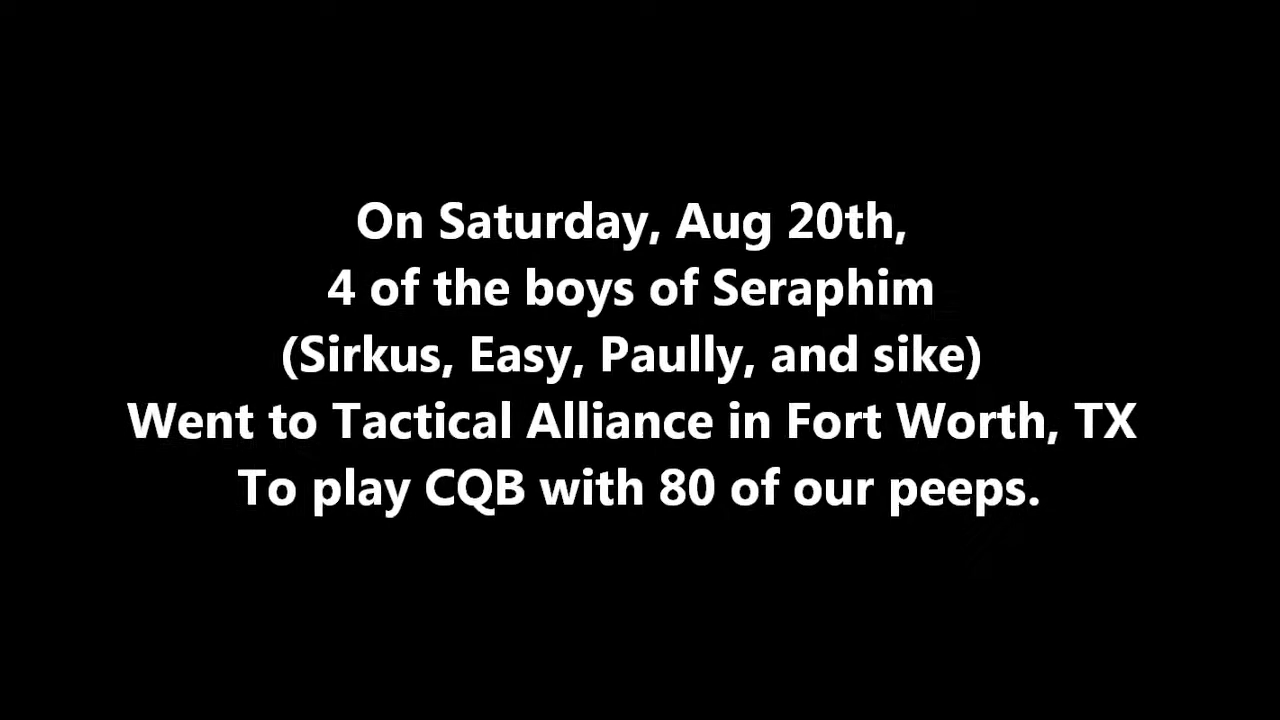 On Saturday, Aug 20th,
4 of the boys of Seraphim
(Sirkus, Easy, Paully, and sike)
Went to Tactical Alliance in Fort Worth, TX
To play CQB with 80 of our peeps.